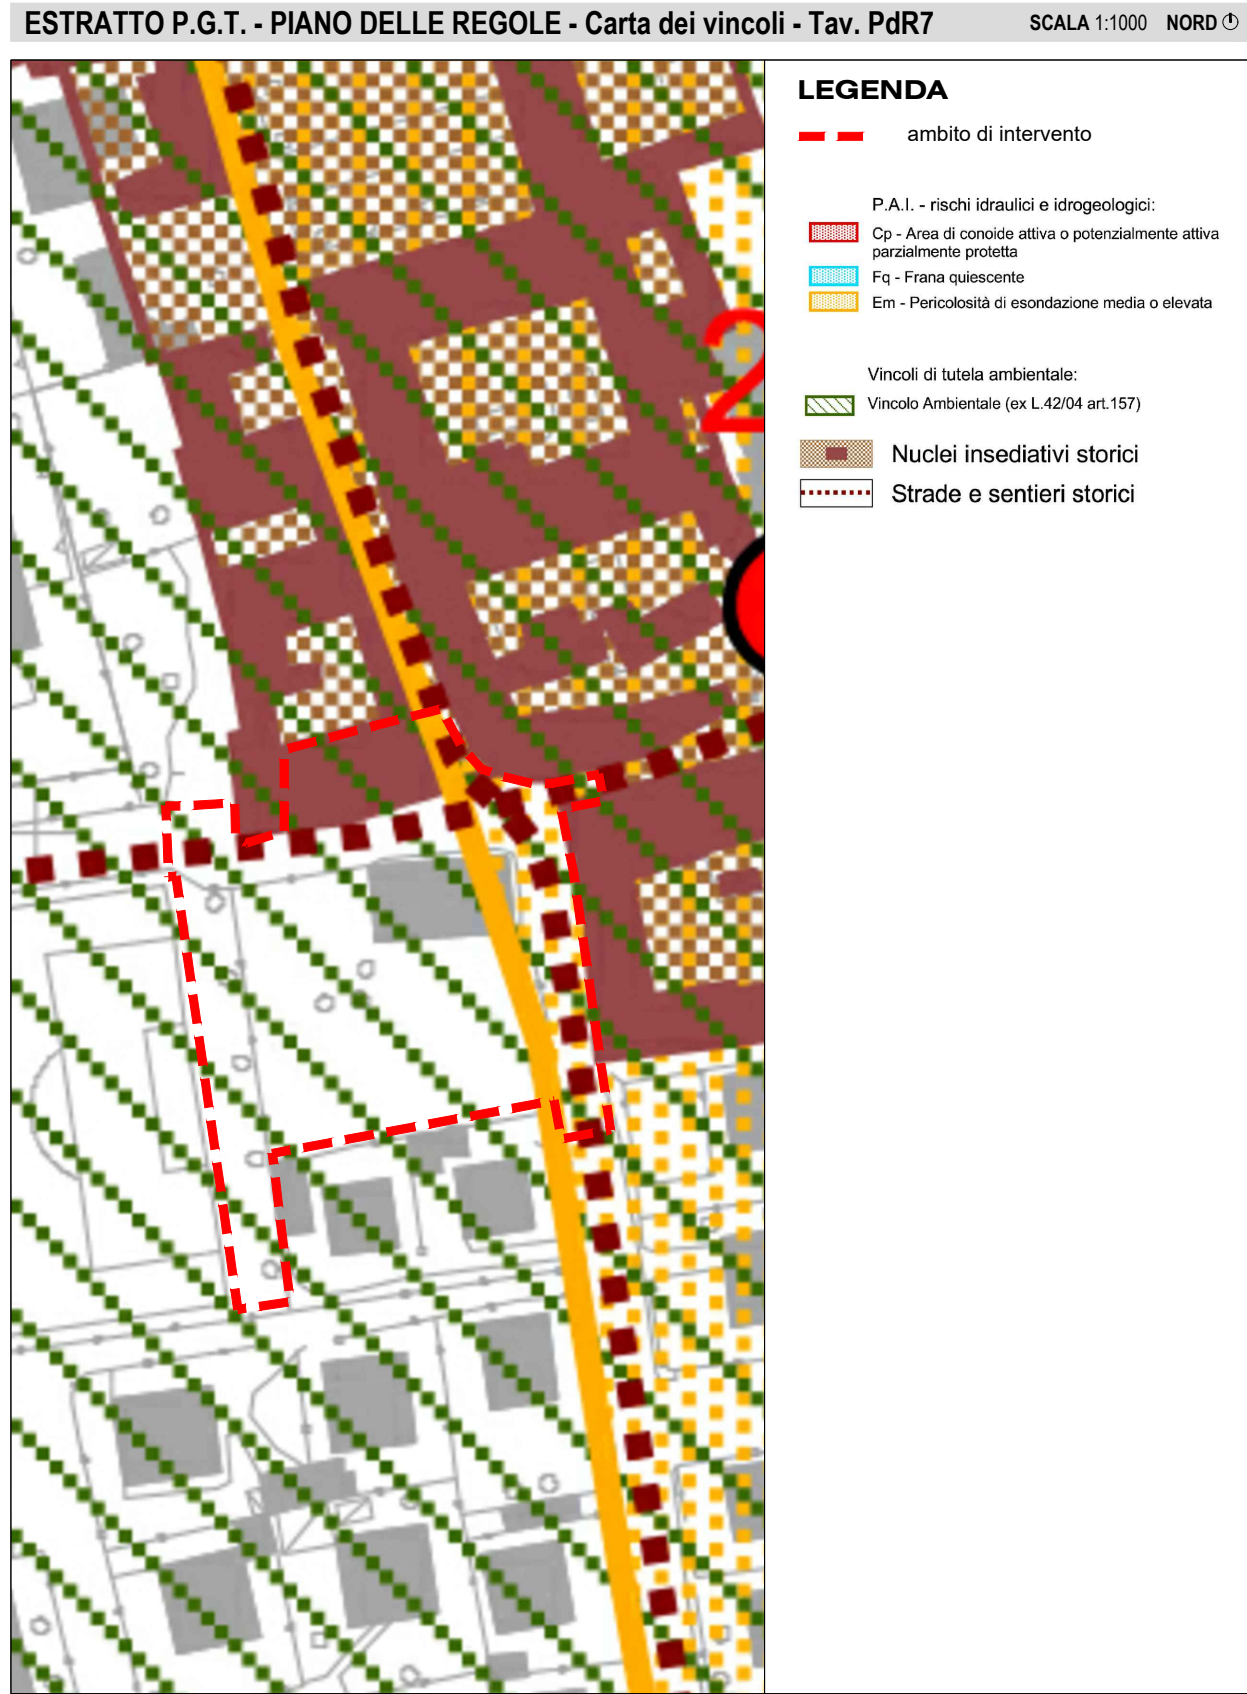 ESTRATTO P.G.T. - PIANO DELLE REGOLE - Carta dei vincoli - Tav. PdR7 SCALA 1:1000 NORD
LEGENDA
ambito di intervento
P.A.I. - rischi idraulici e idrogeologici:
Cp - Area di conoide attiva o potenzialmente attiva
parzialmente protetta
Fq - Frana quiescente
Em - Pericolosità di esondazione media o elevata
Vincoli di tutela ambientale:
Vincolo Ambientale (ex L.42/04 art.157)
Nuclei insediativi storici
Strade e sentieri storici
2